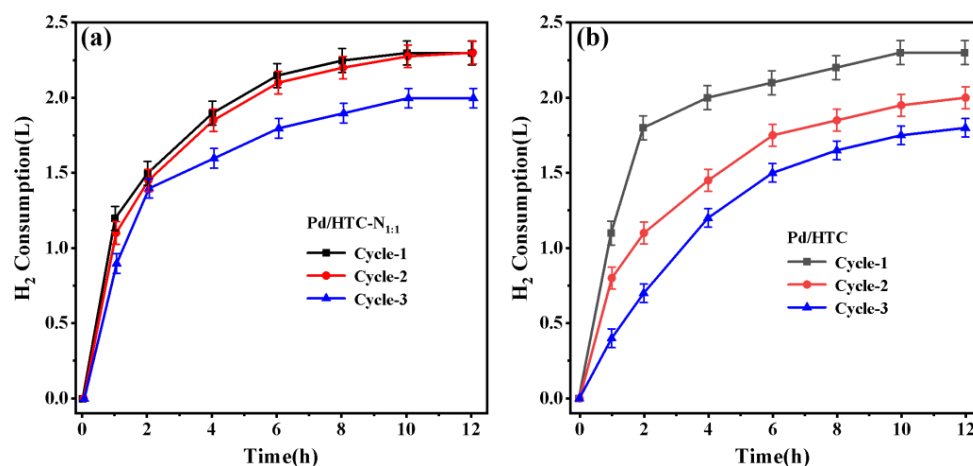 (a)
H₂ Consumption(L)
2.5
2.0
1.5
1.0
0.5
0.0
Pd/HTC-N₁:₁
Cycle-1
Cycle-2
Cycle-3
0 2 4 6 8 10 12
Time(h)
(b)
H₂ Consumption(L)
2.5
2.0
1.5
1.0
0.5
0.0
Pd/HTC
Cycle-1
Cycle-2
Cycle-3
0 2 4 6 8 10 12
Time(h)